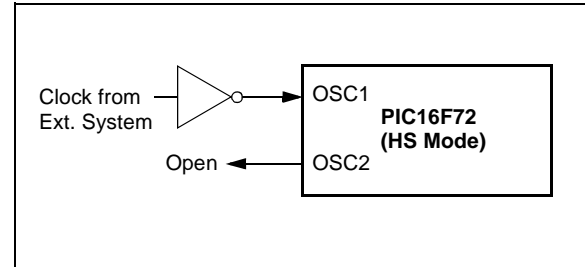 Clock from
Ext. System
OSC1
PIC16F72
(HS Mode)
Open
OSC2